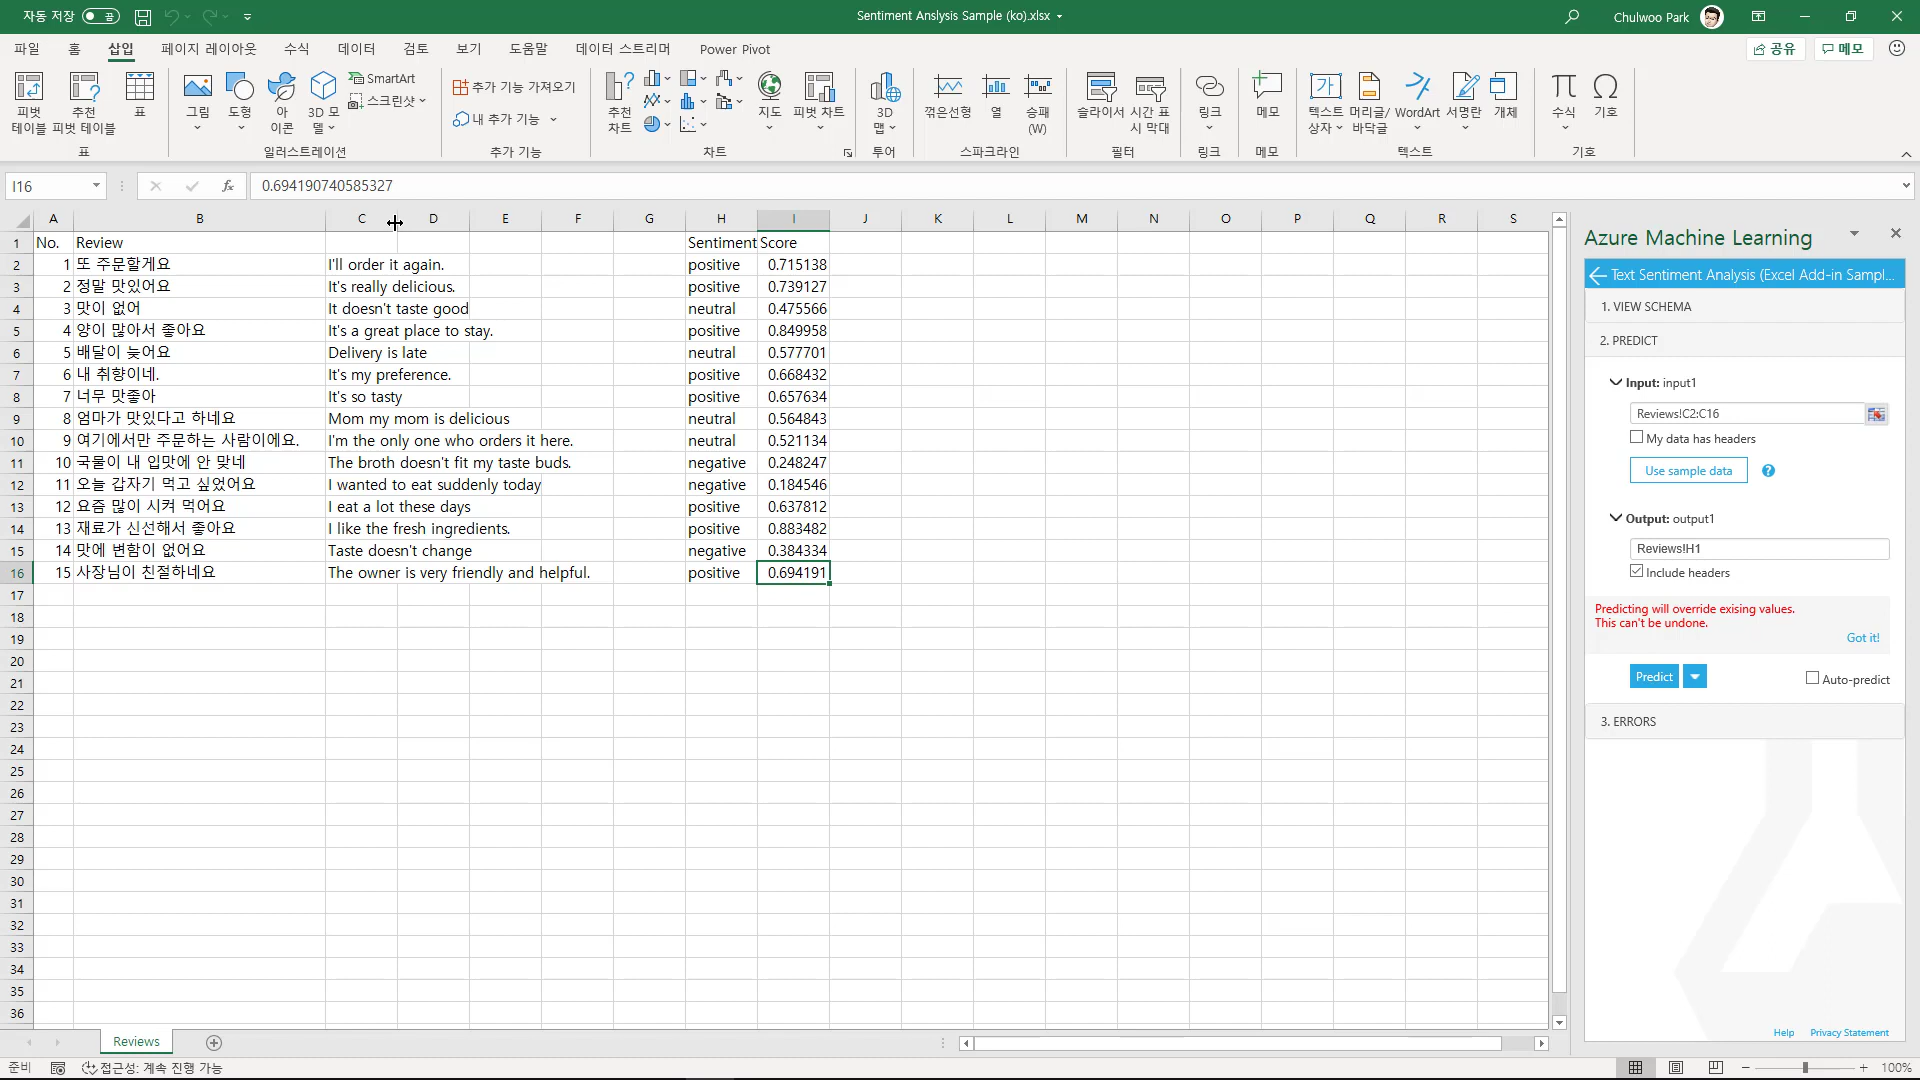 자동 저장 끔
Sentiment Anslysis Sample (ko).xlsx
Chulwoo Park
파일 홈 삽입 페이지 레이아웃 수식 데이터 검토 보기 도움말 데이터 스트리머 Power Pivot
공유 메모
피벗
테이블
추천
피벗 테이블
표
표
그림
도형
아
이콘
3D 모
델
SmartArt
스크린샷
일러스트레이션
추가 기능 가져오기
내 추가 기능
추가 기능
추천
차트
지도
피벗 차트
차트
3D
맵
투어
꺾은선형
열
승패
(W)
스파크라인
슬라이서
시간 표
시 막대
필터
링크
링크
메모
메모
텍스트
상자
머리글/
바닥글
WordArt
서명란
개체
텍스트
수식
기호
기호
I16 fx 0.694190740585327
A B C D E F G H I J K L M N O P Q R S
1 No. Review Sentiment Score
2 1 또 주문할게요 I'll order it again. positive 0.715138
3 2 정말 맛있어요 It's really delicious. positive 0.739127
4 3 맛이 없어 It doesn't taste good neutral 0.475566
5 4 양이 많아서 좋아요 It's a great place to stay. positive 0.849958
6 5 배달이 늦어요 Delivery is late neutral 0.577701
7 6 내 취향이네. It's my preference. positive 0.668432
8 7 너무 맛좋아 It's so tasty positive 0.657634
9 8 엄마가 맛있다고 하네요 Mom my mom is delicious neutral 0.564843
10 9 여기에서만 주문하는 사람이에요. I'm the only one who orders it here. neutral 0.521134
11 10 국물이 내 입맛에 안 맞네 The broth doesn't fit my taste buds. negative 0.248247
12 11 오늘 갑자기 먹고 싶었어요 I wanted to eat suddenly today negative 0.184546
13 12 요즘 많이 시켜 먹어요 I eat a lot these days positive 0.637812
14 13 재료가 신선해서 좋아요 I like the fresh ingredients. positive 0.883482
15 14 맛에 변함이 없어요 Taste doesn't change negative 0.384334
16 15 사장님이 친절하네요 The owner is very friendly and helpful. positive 0.694191
17
18
19
20
21
22
23
24
25
26
27
28
29
30
31
32
33
34
35
36
Azure Machine Learning
Text Sentiment Analysis (Excel Add-in Sampl...
1. VIEW SCHEMA
2. PREDICT
Input: input1
Reviews!C2:C16
My data has headers
Use sample data ?
Output: output1
Reviews!H1
Include headers
Predicting will override exising values.
This can't be undone.
Got it!
Predict
Auto-predict
3. ERRORS
Help Privacy Statement
Reviews
준비 접근성: 계속 진행 가능
100%